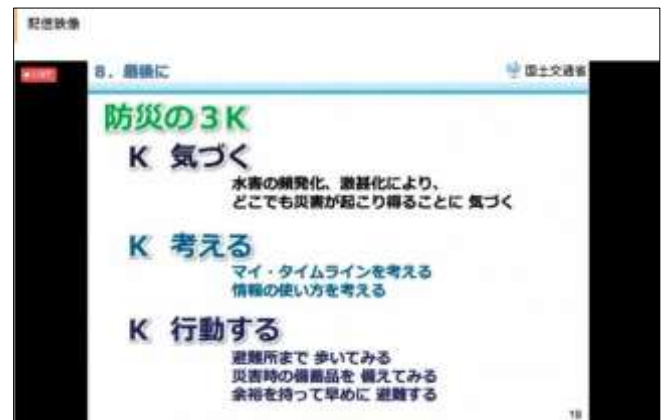 配信映像
LIVE
8．最後に
国土交通省
防災の３K
K 気づく
水害の頻発化、激甚化により、
どこでも災害が起こり得ることに 気づく
K 考える
マイ・タイムラインを考える
情報の使い方を考える
K 行動する
避難所まで 歩いてみる
災害時の備蓄品を 備えてみる
余裕を持って早めに 避難する